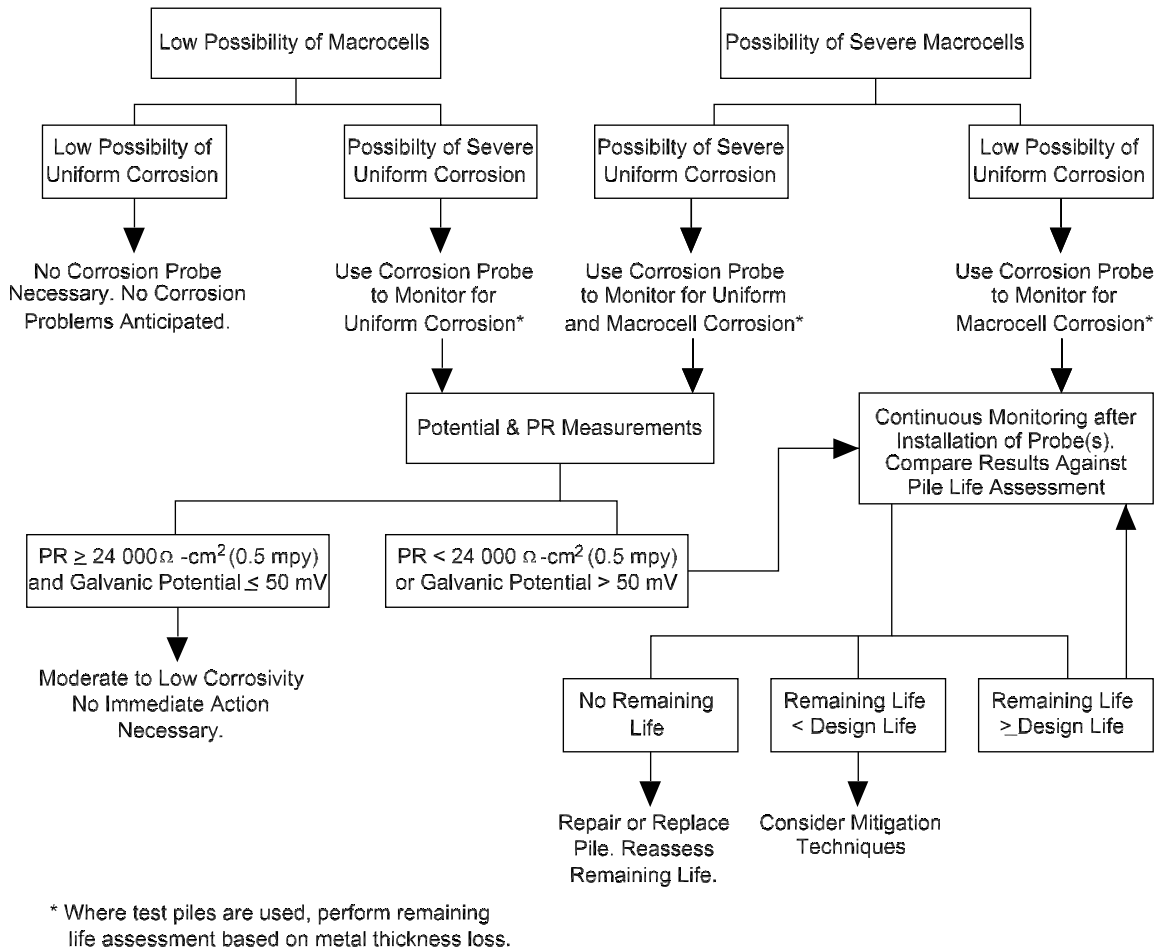 Low Possibility of Macrocells
Possibility of Severe Macrocells
Low Possibilty of
Uniform Corrosion
Possibilty of Severe
Uniform Corrosion
Possibilty of Severe
Uniform Corrosion
Low Possibilty of
Uniform Corrosion
No Corrosion Probe
Necessary. No Corrosion
Problems Anticipated.
Use Corrosion Probe
to Monitor for
Uniform Corrosion*
Use Corrosion Probe
to Monitor for Uniform
and Macrocell Corrosion*
Use Corrosion Probe
to Monitor for
Macrocell Corrosion*
Potential & PR Measurements
Continuous Monitoring after
Installation of Probe(s).
Compare Results Against
Pile Life Assessment
PR ≥ 24 000 Ω -cm² (0.5 mpy)
and Galvanic Potential ≤ 50 mV
PR < 24 000 Ω -cm² (0.5 mpy)
or Galvanic Potential > 50 mV
Moderate to Low Corrosivity
No Immediate Action
Necessary.
No Remaining
Life
Remaining Life
< Design Life
Remaining Life
≥ Design Life
Repair or Replace
Pile. Reassess
Remaining Life.
Consider Mitigation
Techniques
* Where test piles are used, perform remaining
life assessment based on metal thickness loss.